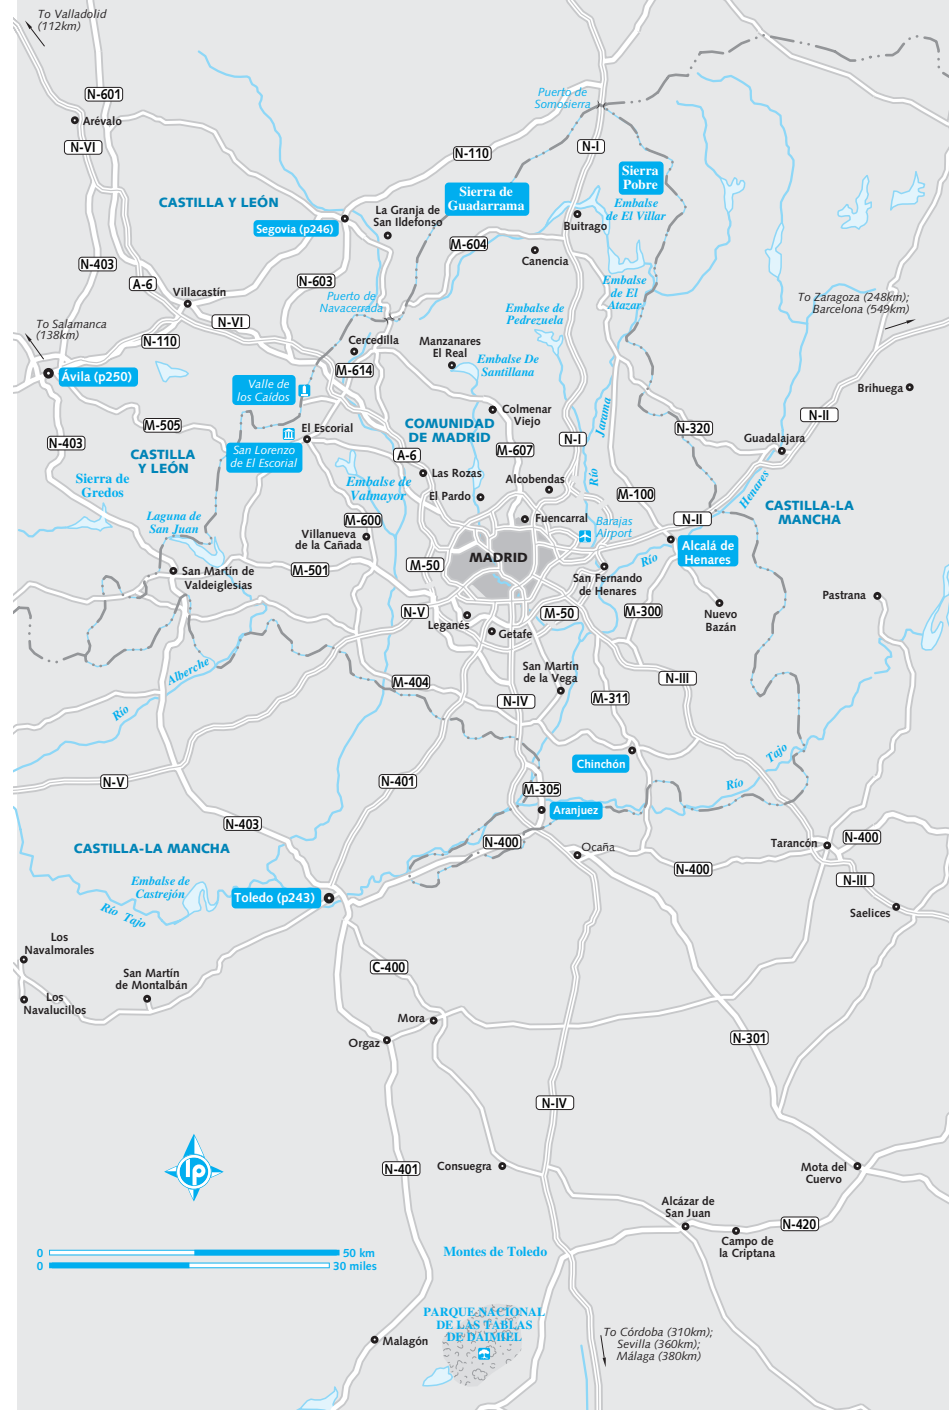 To Valladolid
(112km)
N-601
Puerto de
Somosierra
Arévalo
N-VI
N-I
N-110
Sierra
Pobre
Sierra de
Guadarrama
CASTILLA Y LEÓN
Embalse
de El Villar
La Granja de
San Ildefonso
Segovia (p246)
Buitrago
M-604
Canencia
N-403
A-6
N-603
Embalse
de El
Atazar
Villacastín
Puerto de
Navacerrada
To Zaragoza (248km);
Barcelona (549km)
Embalse de
Pedrezuela
N-VI
To Salamanca
(138km)
N-110
Cercedilla
Manzanares
El Real
Embalse De
Santillana
M-614
Ávila (p250)
Valle de
los Caídos
Brihuega
Jarama
Colmenar
Viejo
N-II
M-505
COMUNIDAD
DE MADRID
El Escorial
N-320
N-403
N-I
Guadalajara
San Lorenzo
de El Escorial
M-607
CASTILLA
Y LEÓN
A-6
Las Rozas
Sierra de
Gredos
Embalse de
Valmayor
Alcobendas
Río
El Pardo
M-100
Henares
CASTILLA-LA
MANCHA
Laguna de
San Juan
M-600
Fuencarral
Barajas
Airport
N-II
Villanueva
de la Cañada
Alcalá de
Henares
MADRID
Río
M-50
San Martín de
Valdeiglesias
M-501
San Fernando
de Henares
Pastrana
N-V
M-50
M-300
Nuevo
Bazán
Leganés
Getafe
San Martín
de la Vega
Alberche
N-III
M-404
M-311
N-IV
Río
Tajo
Chinchón
N-V
N-401
Río
M-305
Aranjuez
N-403
N-400
N-400
Ocaña
Tarancón
CASTILLA-LA MANCHA
N-400
N-III
Embalse de
Castrejón
Toledo (p243)
Río Tajo
Saelices
Los
Navalmorales
San Martín
de Montalbán
C-400
Los
Navalucillos
Mora
N-301
Orgaz
N-IV
lp
N-401
Consuegra
Mota del
Cuervo
Alcázar de
San Juan
N-420
Campo de
la Criptana
0 50 km
0 30 miles
Montes de Toledo
PARQUE NACIONAL
DE LAS TABLAS
DE DAIMIEL
To Córdoba (310km);
Sevilla (360km);
Málaga (380km)
Malagón